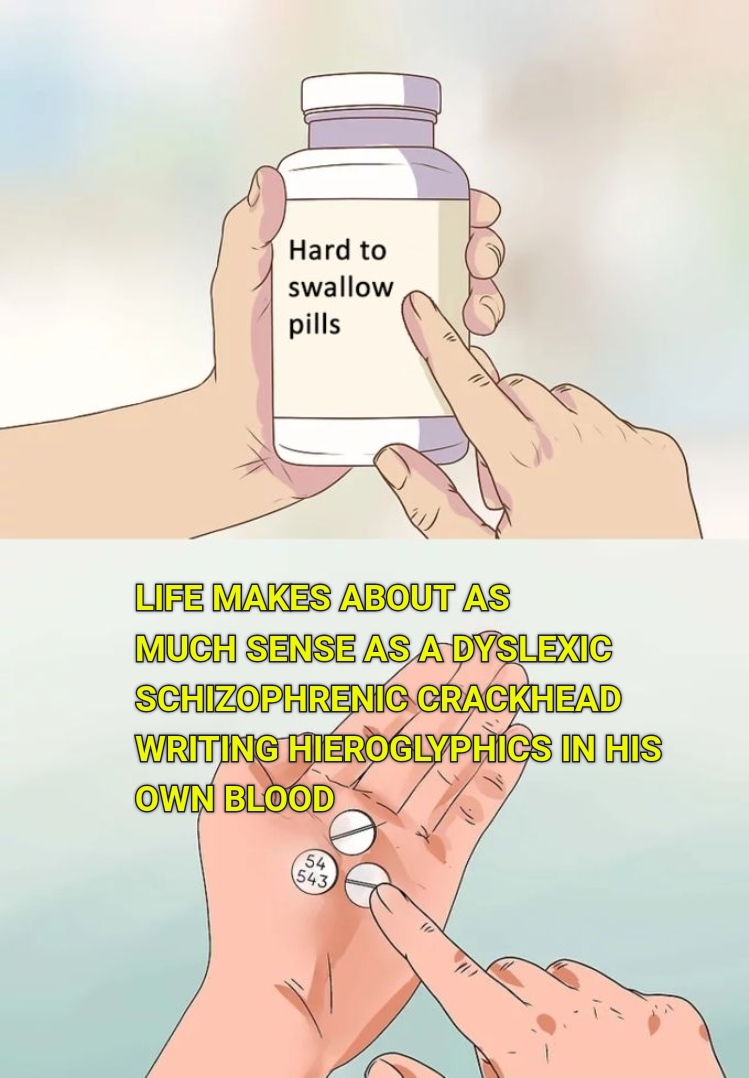 Hard to
swallow
pills
LIFE MAKES ABOUT AS
MUCH SENSE AS A DYSLEXIC
SCHIZOPHRENIC CRACKHEAD
WRITING HIEROGLYPHICS IN HIS
OWN BLOOD
54
543